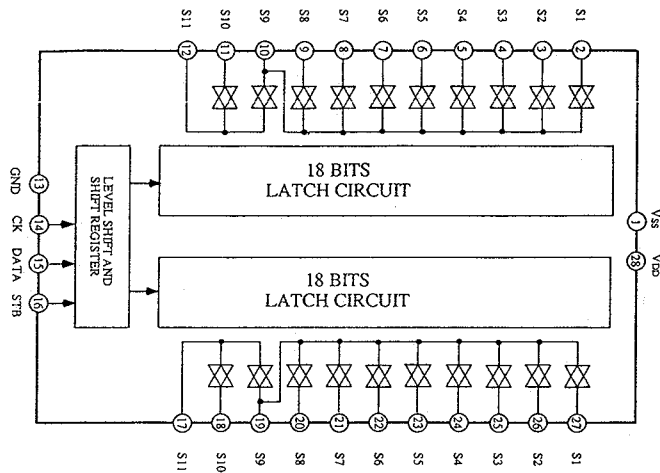 S11 S10 S9 S8 S7 S6 S5 S4 S3 S2 S1
12 11 10 9 8 7 6 5 4 3 2
18 BITS
LATCH CIRCUIT
LEVEL SHIFT AND
SHIFT REGISTER
GND 13
CK 14
DATA 15
STB 16
VSS 1
VDD 28
18 BITS
LATCH CIRCUIT
17 18 19 20 21 22 23 24 25 26 27
S11 S10 S9 S8 S7 S6 S5 S4 S3 S2 S1